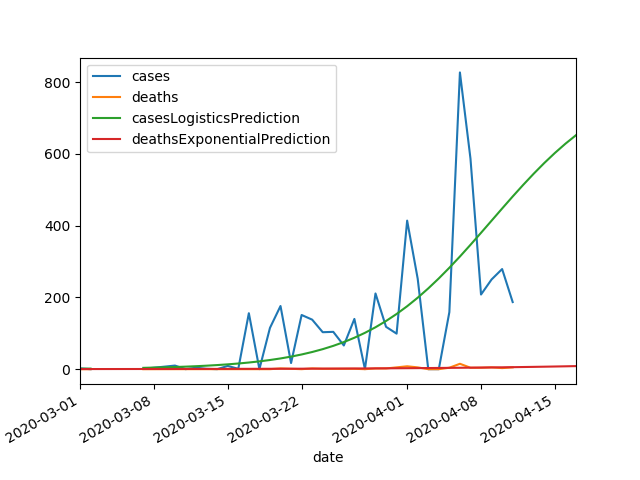 cases
deaths
casesLogisticsPrediction
deathsExponentialPrediction
800
600
400
200
0
2020-03-01
2020-03-08
2020-03-15
2020-03-22
2020-04-01
2020-04-08
2020-04-15
date